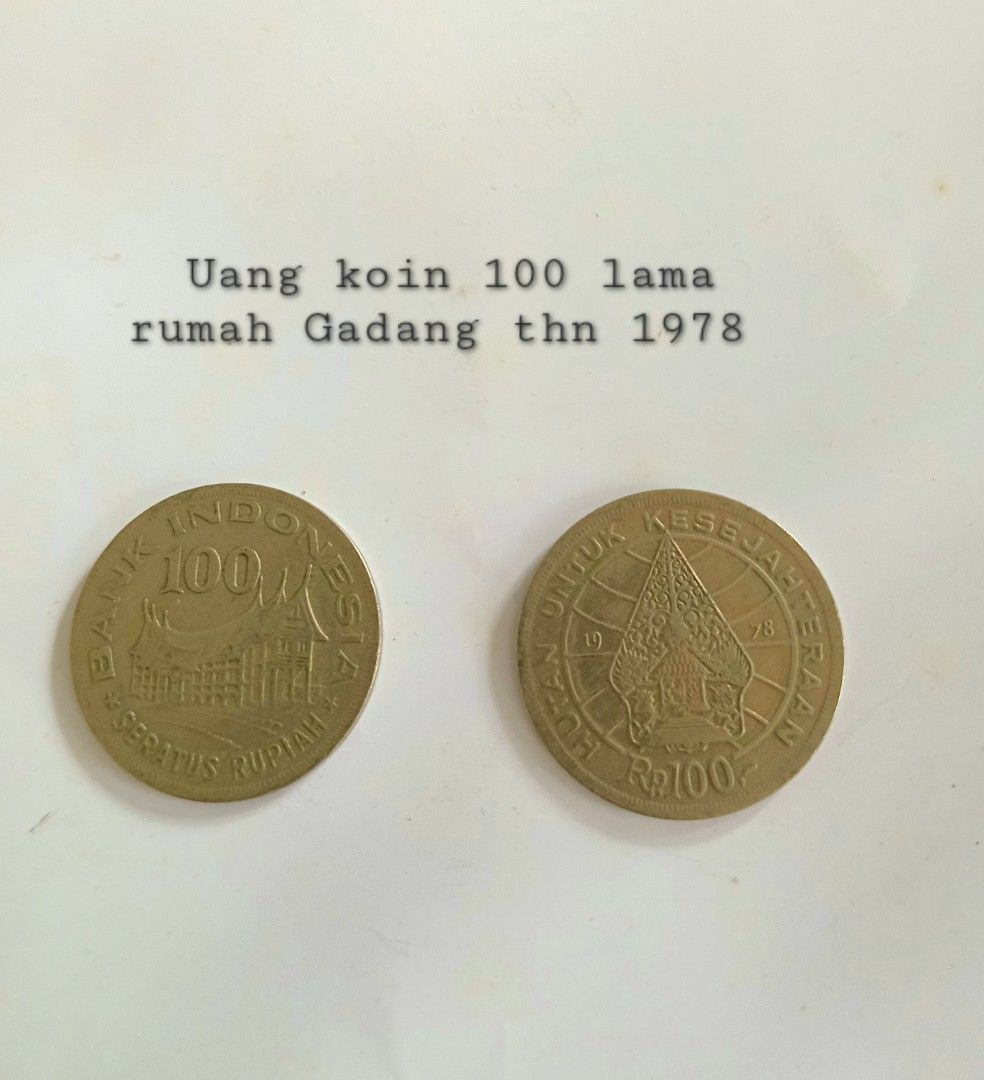 Uang koin 100 lama
rumah Gadang thn 1978
BANK INDONESIA
100
SERATUS RUPIAH
HUTAN UNTUK KESEJAHTERAAN
19 78
Rp100,-